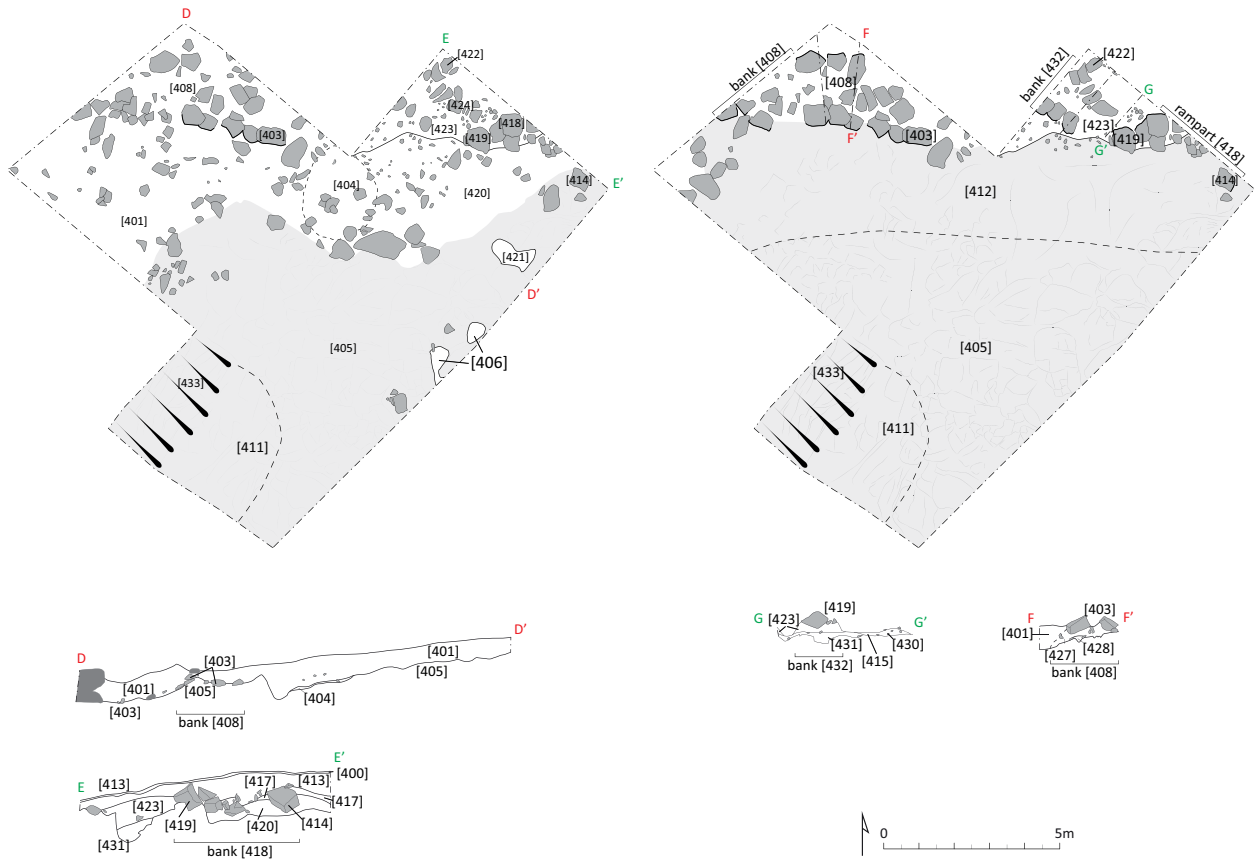 D
E
[422]
[408]
[424]
[418]
[423]
[419]
[403]
E'
[404]
[414]
[420]
[401]
[421]
D'
[405]
[406]
[433]
[411]
F
bank [408]
[422]
bank [432]
[408]
G
rampart [418]
[423]
F'
[403]
[419]
G'
[414]
[412]
[405]
[433]
[411]
D'
D
[403]
[401]
[401]
[405]
[405]
[403]
[404]
bank [408]
E'
E
[413]
[417]
[413]
[400]
[423]
[417]
[419]
[420]
[414]
[431]
bank [418]
G
[423]
[419]
G'
[431]
[430]
bank [432]
[415]
F
[403]
F'
[401]
[427]
[428]
bank [408]
0
5m